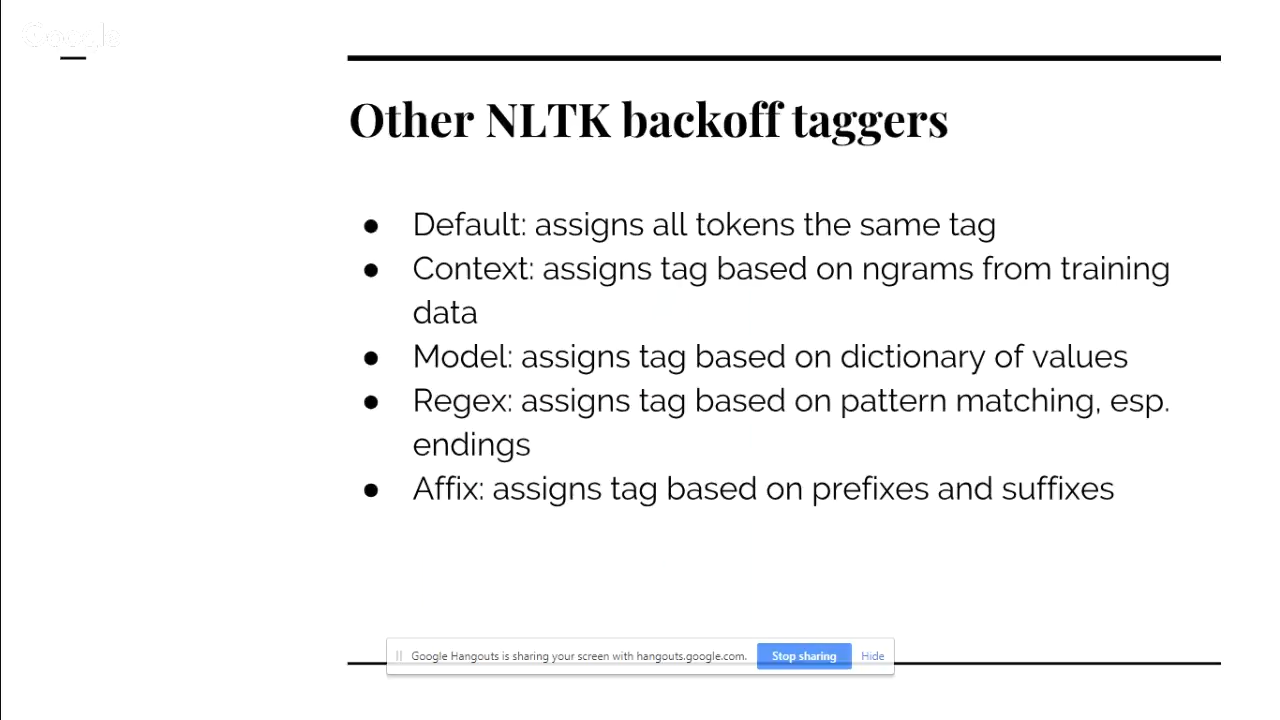 Google
Other NLTK backoff taggers
● Default: assigns all tokens the same tag
● Context: assigns tag based on ngrams from training
data
● Model: assigns tag based on dictionary of values
● Regex: assigns tag based on pattern matching, esp.
endings
● Affix: assigns tag based on prefixes and suffixes
Google Hangouts is sharing your screen with hangouts.google.com. Stop sharing Hide